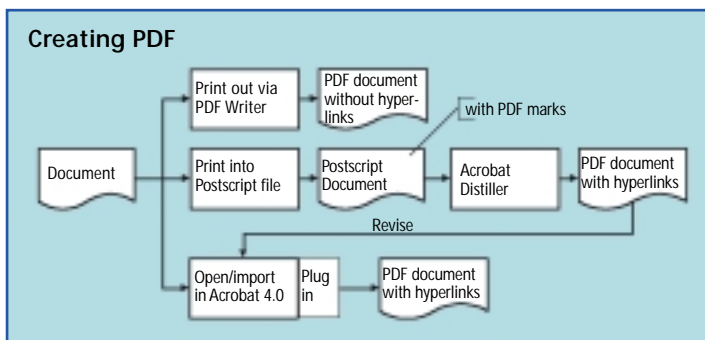 Creating PDF
Print out via
PDF Writer
PDF document
without hyper-
links
with PDF marks
Document
Print into
Postscript file
Postscript
Document
Acrobat
Distiller
PDF document
with hyperlinks
Revise
Open/import
in Acrobat 4.0
Plug
in
PDF document
with hyperlinks